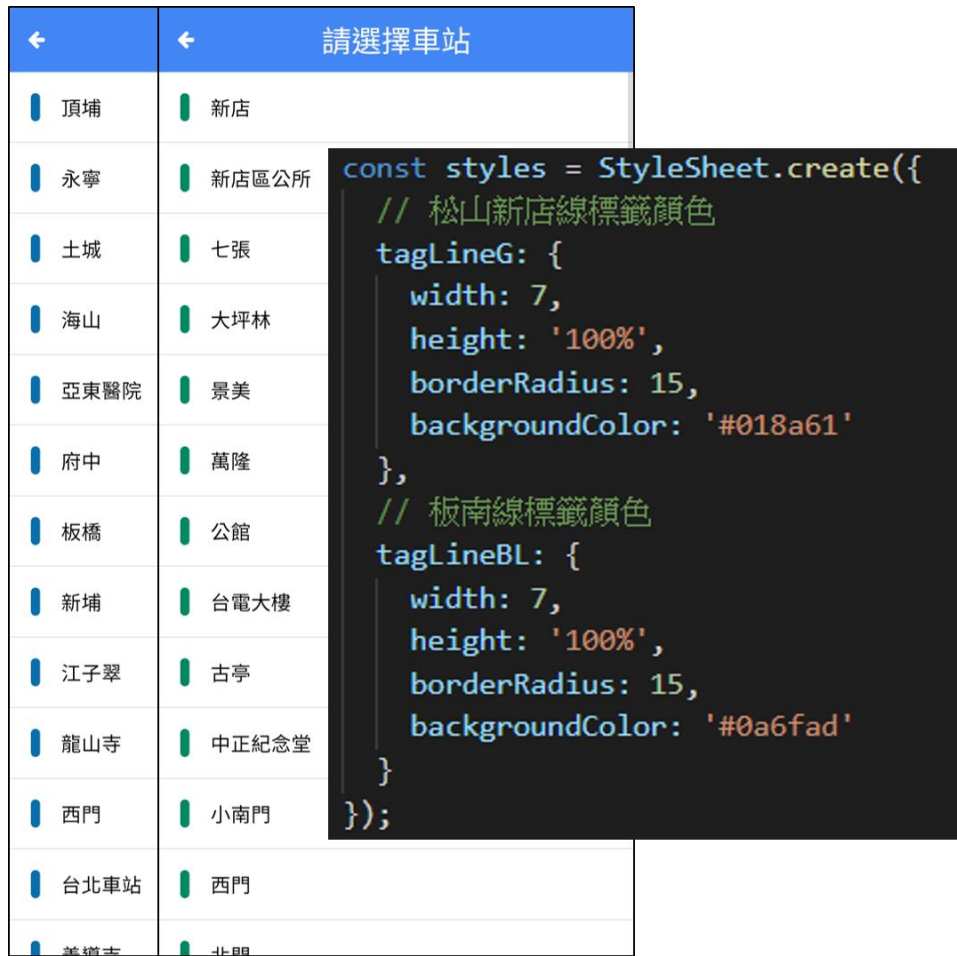 請選擇車站
頂埔
永寧
土城
海山
亞東醫院
府中
板橋
新埔
江子翠
龍山寺
西門
台北車站
善導寺
新店
新店區公所
七張
大坪林
景美
萬隆
公館
台電大樓
古亭
中正紀念堂
小南門
西門
北門
const styles = StyleSheet.create({
// 松山新店線標籤顏色
tagLineG: {
width: 7,
height: '100%',
borderRadius: 15,
backgroundColor: '#018a61'
},
// 板南線標籤顏色
tagLineBL: {
width: 7,
height: '100%',
borderRadius: 15,
backgroundColor: '#0a6fad'
}
});